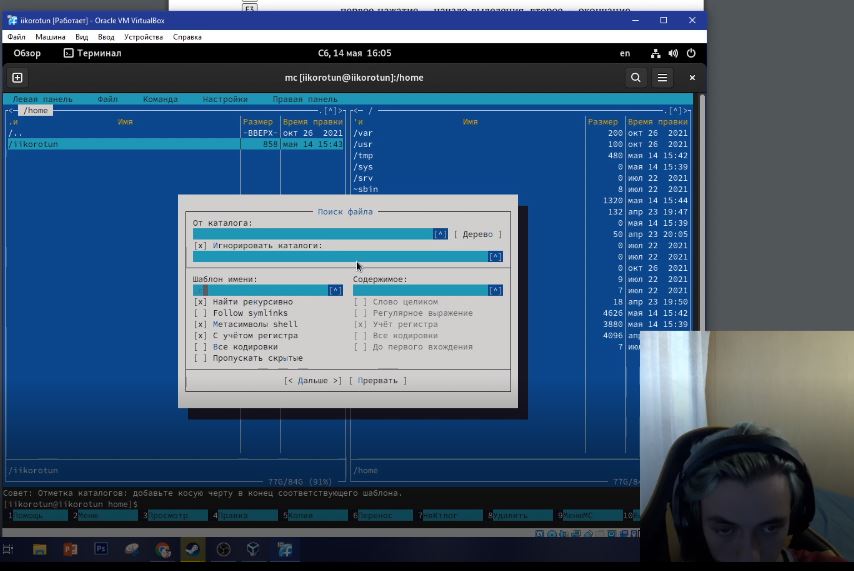 первое нажатие — начало выделения, второе — окончание
F3
iikorotun [Работает] - Oracle VM VirtualBox
Файл Машина Вид Ввод Устройства Справка
Обзор Терминал Сб, 14 мая 16:05 en
mc [iikorotun@iikorotun]:/home
Левая панель Файл Команда Настройки Правая панель
<- /home .[^]> <- / .[^]>
.и Имя Размер Время правки 'и Имя Размер Время правки
/.. -ВВЕРХ- окт 26 2021 /var 200 окт 26 2021
/iikorotun 858 мая 14 15:43 /usr 100 окт 26 2021
/tmp 480 мая 14 15:42
/sys 0 мая 14 15:39
/srv 0 июл 22 2021
~sbin 8 июл 22 2021
1320 мая 14 15:44
Поиск файла 132 апр 23 19:47
От каталога: 0 мая 14 15:39
[^] [ Дерево ] 50 апр 23 20:05
[x] Игнорировать каталоги: 0 июл 22 2021
[^] 0 июл 22 2021
0 окт 26 2021
9 июл 22 2021
Шаблон имени: Содержимое: 7 июл 22 2021
[^] [^]
[x] Найти рекурсивно [ ] Слово целиком 18 апр 23 19:50
[ ] Follow symlinks [ ] Регулярное выражение 4626 мая 14 15:42
[x] Метасимволы shell [x] Учёт регистра 3880 мая 14 15:39
[x] С учётом регистра [ ] Все кодировки 4096
[ ] Все кодировки [ ] До первого вхождения 7
[ ] Пропускать скрытые
[< Дальше >] [ Прервать ]
/iikorotun /home
77G/84G (91%) 77G/84
Совет: Отметка каталогов: добавьте косую черту в конец соответствующего шаблона.
[iikorotun@iikorotun home]$
1Помощь 2Меню 3Просмотр 4Правка 5Копия 6Перенос 7НвКтлог 8Удалить 9МенюMC 10